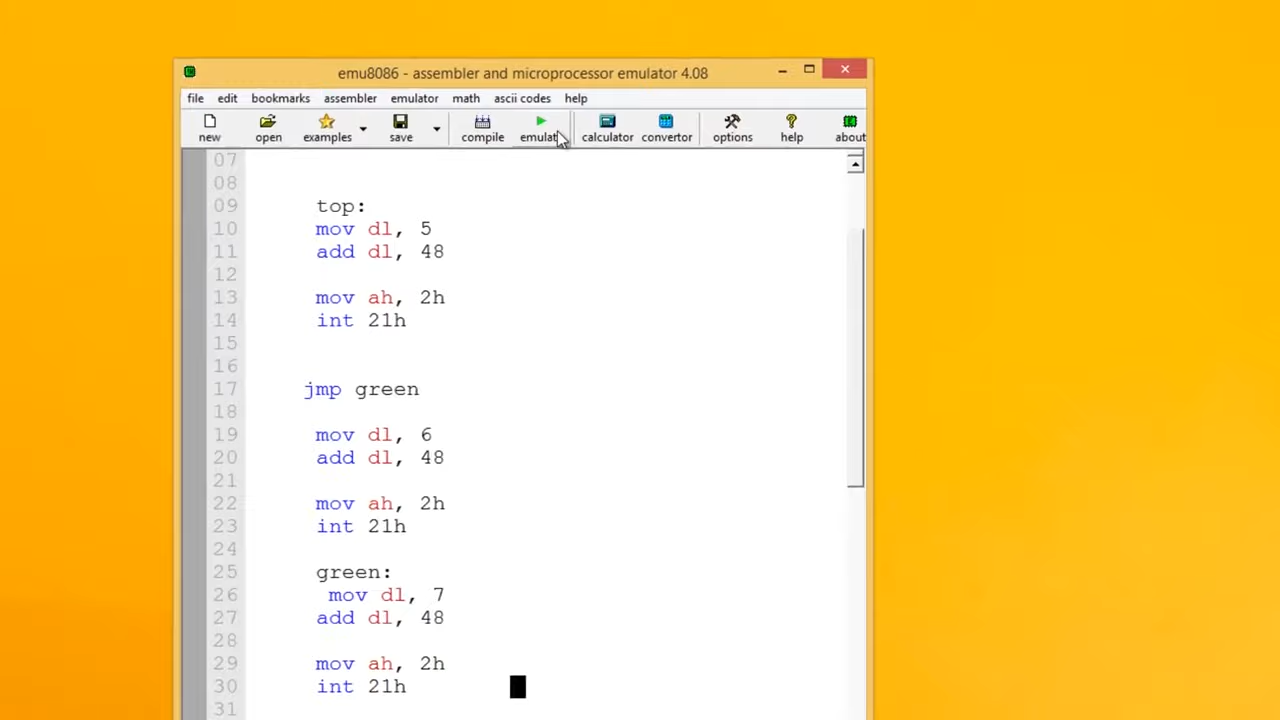 emu8086 - assembler and microprocessor emulator 4.08
file edit bookmarks assembler emulator math ascii codes help
new open examples save compile calculator convertor options help about
07
08
09 top:
10 mov dl, 5
11 add dl, 48
12
13 mov ah, 2h
14 int 21h
15
16
17 jmp green
18
19 mov dl, 6
20 add dl, 48
21
22 mov ah, 2h
23 int 21h
24
25 green:
26 mov dl, 7
27 add dl, 48
28
29 mov ah, 2h
30 int 21h
31